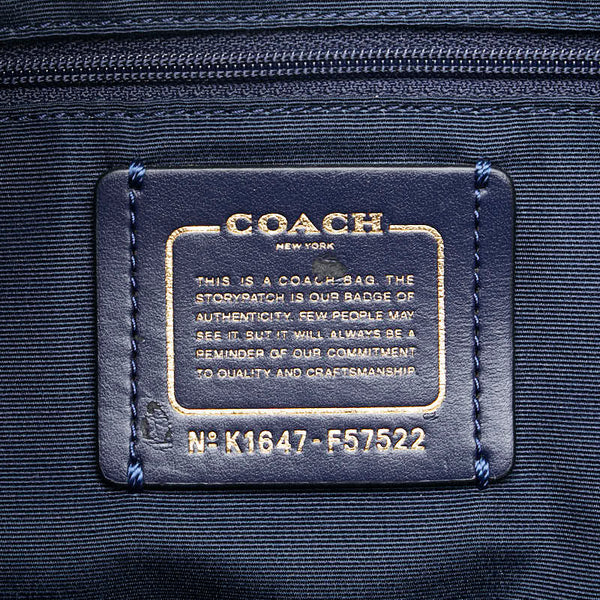 COACH
NEW YORK
THIS IS A COACH BAG. THE
STORYPATCH IS OUR BADGE OF
AUTHENTICITY. FEW PEOPLE MAY
SEE IT BUT IT WILL ALWAYS BE A
REMINDER OF OUR COMMITMENT
TO QUALITY AND CRAFTSMANSHIP
Nº K1647-F57522